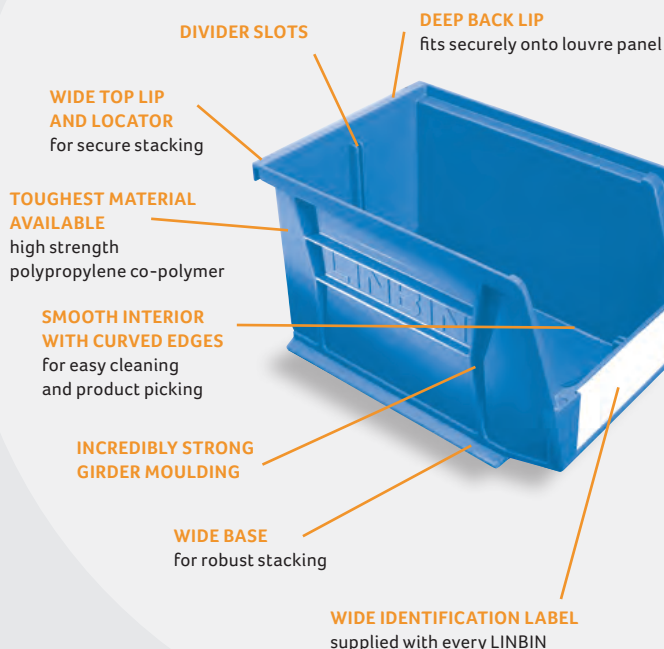 DEEP BACK LIP
fits securely onto louvre panel
DIVIDER SLOTS
WIDE TOP LIP
AND LOCATOR
for secure stacking
TOUGHEST MATERIAL
AVAILABLE
high strength
polypropylene co-polymer
LINBIN
SMOOTH INTERIOR
WITH CURVED EDGES
for easy cleaning
and product picking
INCREDIBLY STRONG
GIRDER MOULDING
WIDE BASE
for robust stacking
WIDE IDENTIFICATION LABEL
supplied with every LINBIN